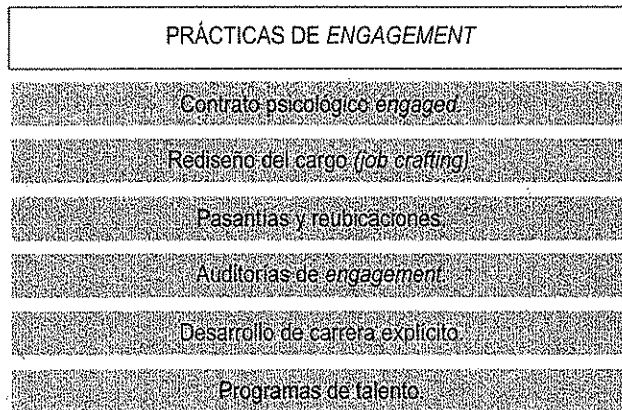 PRÁCTICAS DE ENGAGEMENT
Contrato psicológico engaged.
Rediseño del cargo (job crafting).
Pasantías y reubicaciones.
Auditorías de engagement.
Desarrollo de carrera explícito.
Programas de talento.